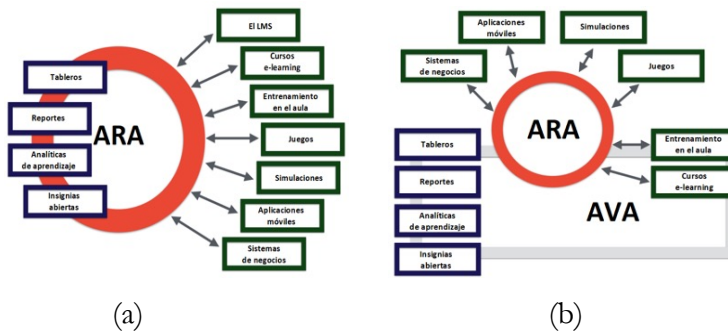 El LMS
Cursos
e-learning
Entrenamiento
en el aula
Juegos
Simulaciones
Aplicaciones
móviles
Sistemas
de negocios
Tableros
Reportes
Analíticas
de aprendizaje
Insignias
abiertas
ARA
(a)
Aplicaciones
móviles
Simulaciones
Sistemas
de negocios
Juegos
ARA
Tableros
Reportes
Analíticas
de aprendizaje
Insignias
abiertas
Entrenamiento
en el aula
Cursos
e-learning
AVA
(b)